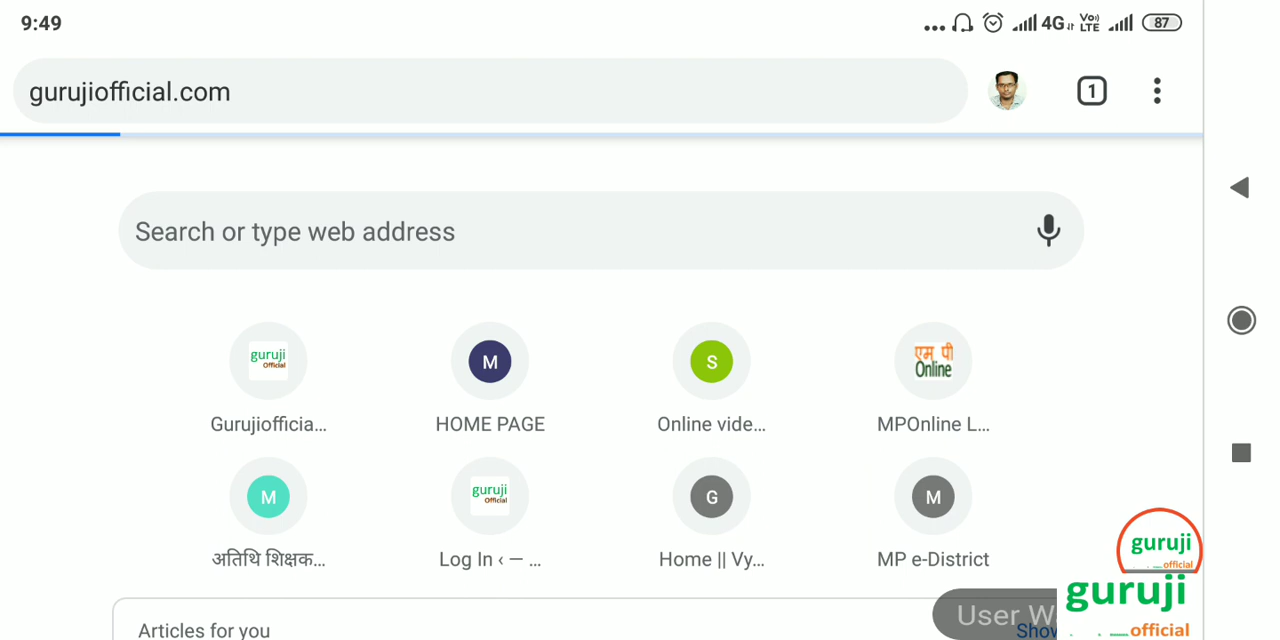 9:49
4G Vo)) LTE 87
gurujiofficial.com
1
Search or type web address
guruji Official
M
S
एम पी Online
Gurujiofficia...
HOME PAGE
Online vide...
MPOnline L...
M
guruji Official
G
M
अतिथि शिक्षक...
Log In ‹ — ...
Home || Vy...
MP e-District
guruji
official
Articles for you
User W
Show
guruji
official